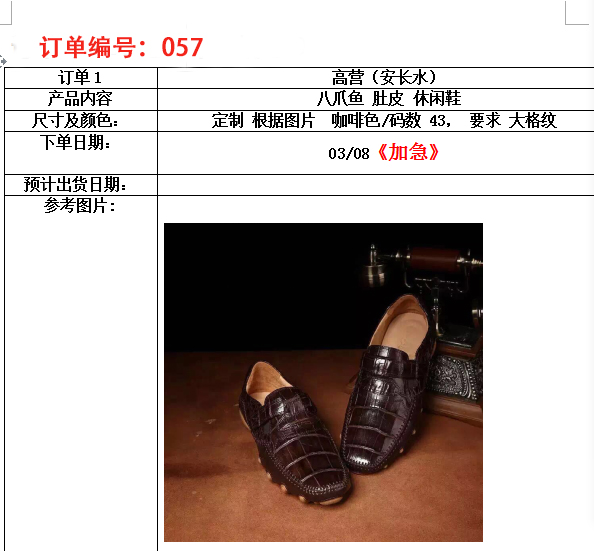 订单编号：057
订单1 高营（安长水）
产品内容 八爪鱼 肚皮 休闲鞋
尺寸及颜色： 定制 根据图片 咖啡色/码数 43， 要求 大格纹
下单日期： 03/08《加急》
预计出货日期：
参考图片：